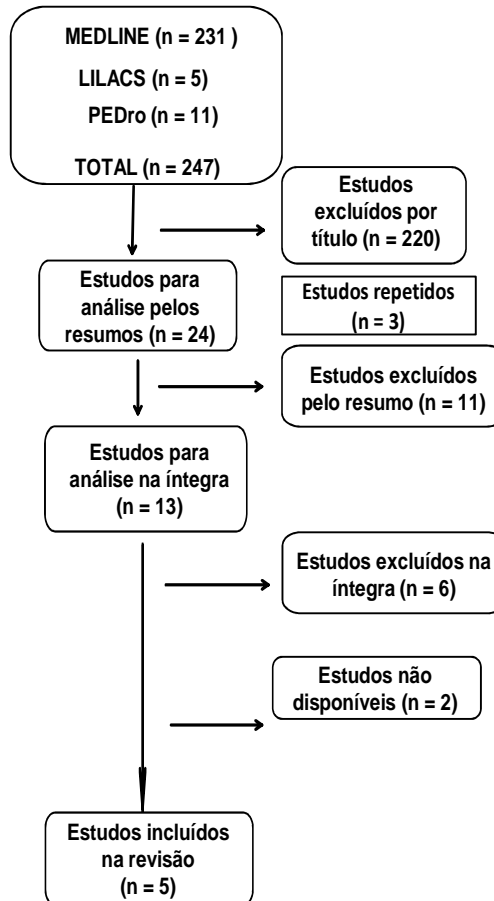 MEDLINE (n = 231 )
LILACS (n = 5)
PEDro (n = 11)
TOTAL (n = 247)
Estudos
excluídos por
título (n = 220)
Estudos para
análise pelos
resumos (n = 24)
Estudos repetidos
(n = 3)
Estudos excluídos
pelo resumo (n = 11)
Estudos para
análise na íntegra
(n = 13)
Estudos excluídos na
íntegra (n = 6)
Estudos não
disponíveis (n = 2)
Estudos incluídos
na revisão
(n = 5)